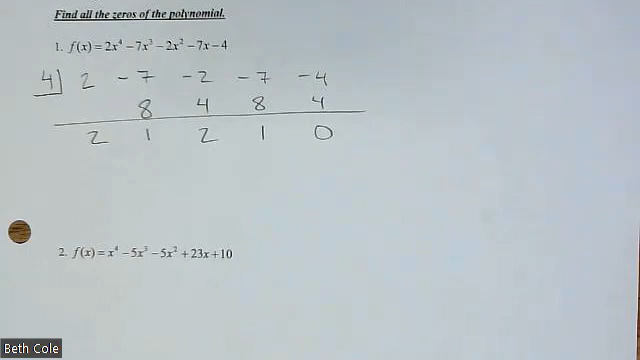 Find all the zeros of the polynomial.
1. f(x) = 2x⁴ − 7x³ − 2x² − 7x − 4
4 2 −7 −2 −7 −4
8 4 8 4
2 1 2 1 0
2. f(x) = x⁴ − 5x³ − 5x² + 23x + 10
Beth Cole